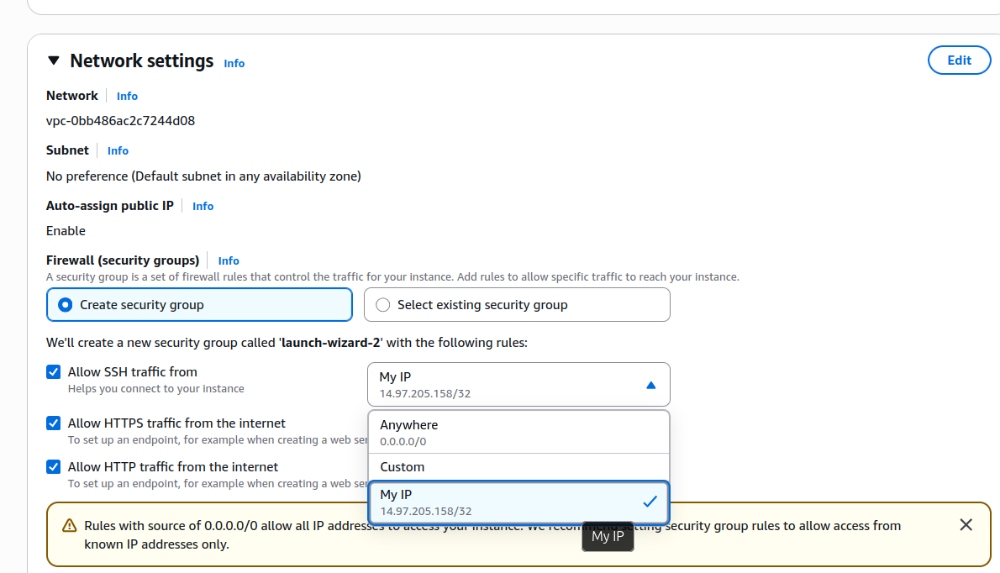 Network settings Info
Edit
Network Info
vpc-0bb486ac2c7244d08
Subnet Info
No preference (Default subnet in any availability zone)
Auto-assign public IP Info
Enable
Firewall (security groups) Info
A security group is a set of firewall rules that control the traffic for your instance. Add rules to allow specific traffic to reach your instance.
Create security group
Select existing security group
We'll create a new security group called 'launch-wizard-2' with the following rules:
Allow SSH traffic from
Helps you connect to your instance
My IP
14.97.205.158/32
Anywhere
0.0.0.0/0
Custom
My IP
14.97.205.158/32
Allow HTTPS traffic from the internet
To set up an endpoint, for example when creating a web
Allow HTTP traffic from the internet
To set up an endpoint, for example when creating a web
Rules with source of 0.0.0.0/0 allow all IP addresses to access your instance. We recommend setting security group rules to allow access from
known IP addresses only.
My IP